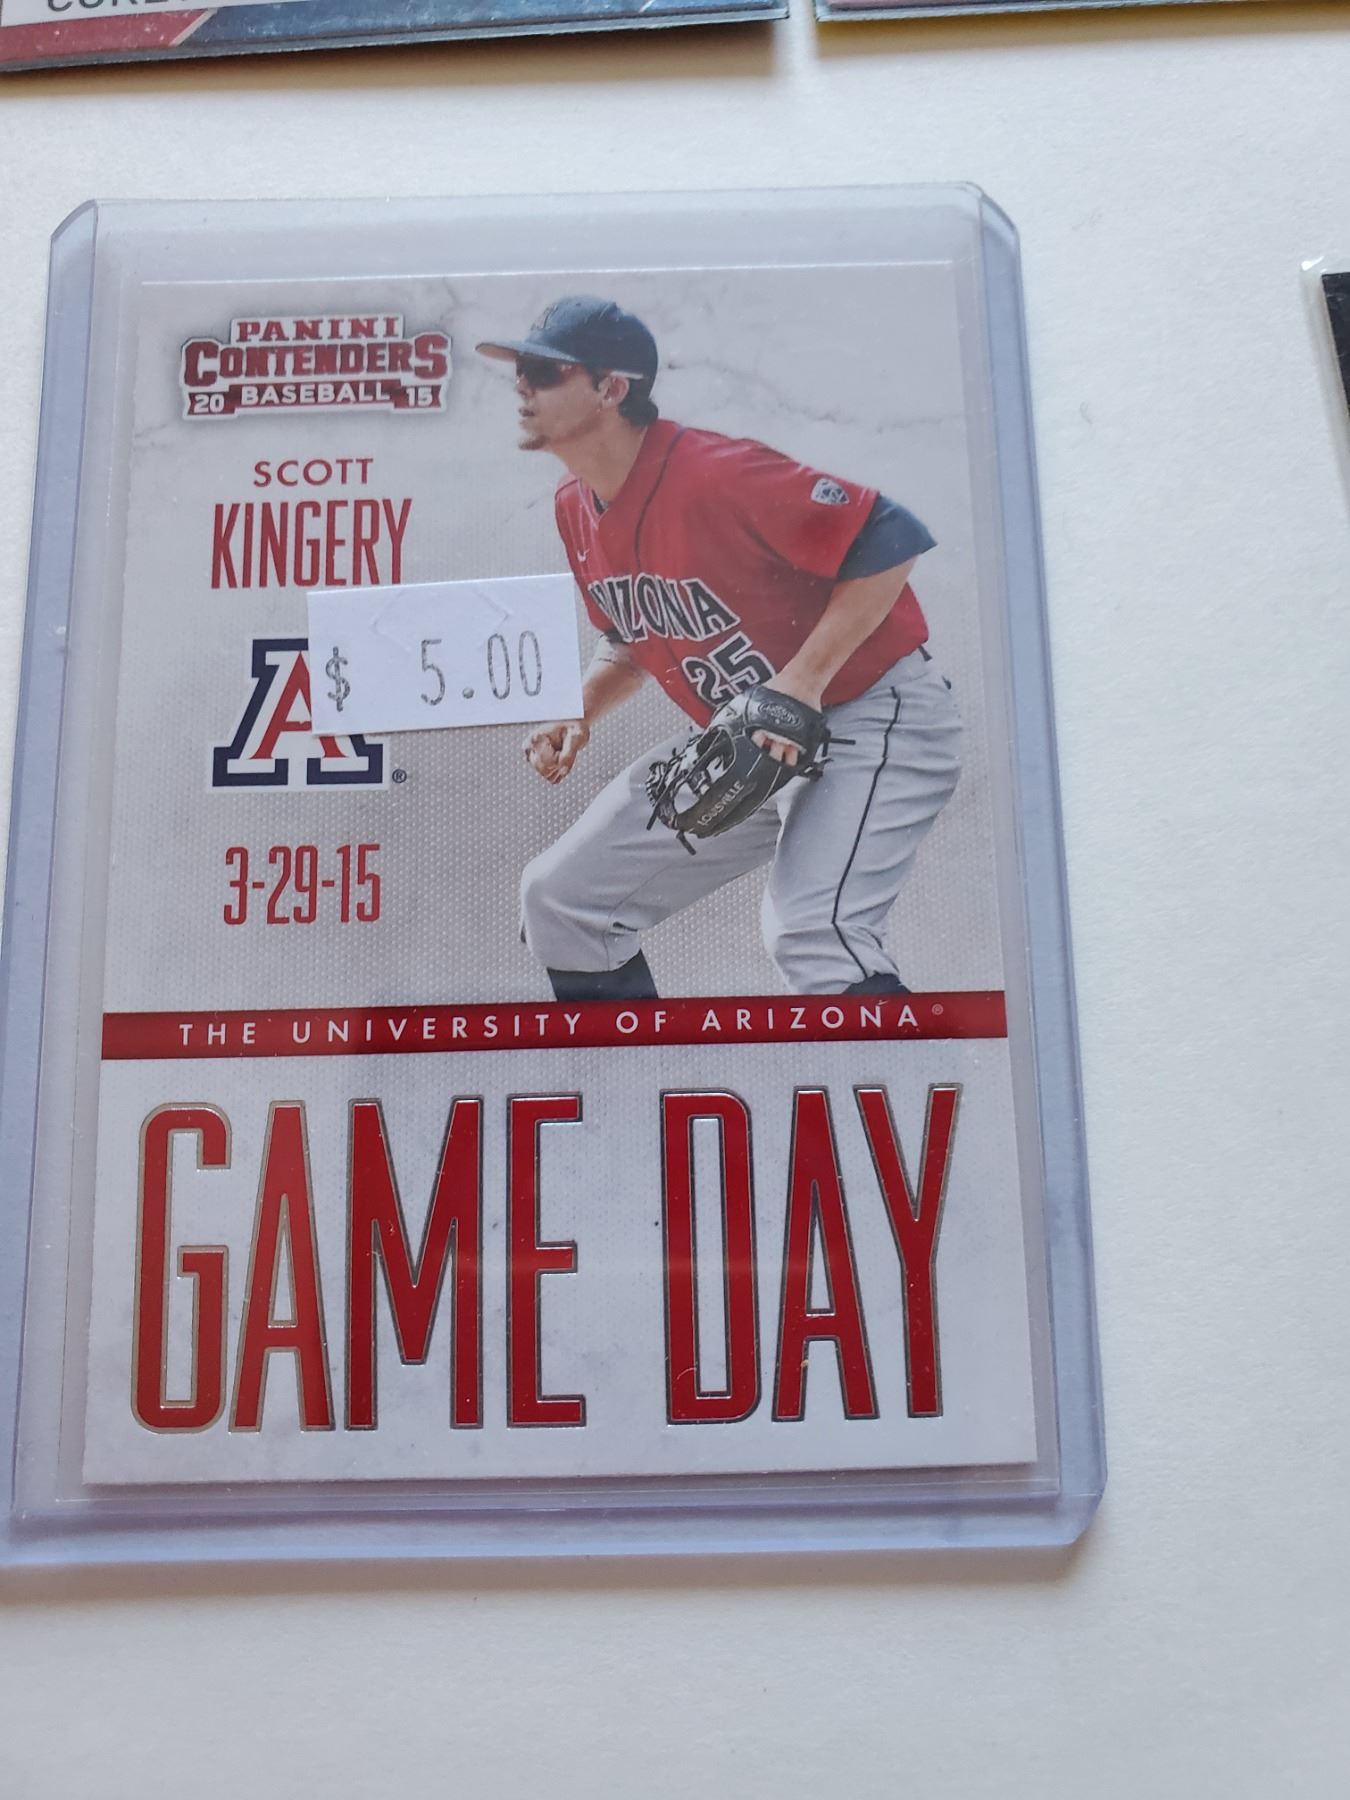 PANINI
CONTENDERS
20 BASEBALL 15
SCOTT
KINGERY
$ 5.00
A
®
3-29-15
25
LOUISVILLE
THE UNIVERSITY OF ARIZONA®
GAME DAY